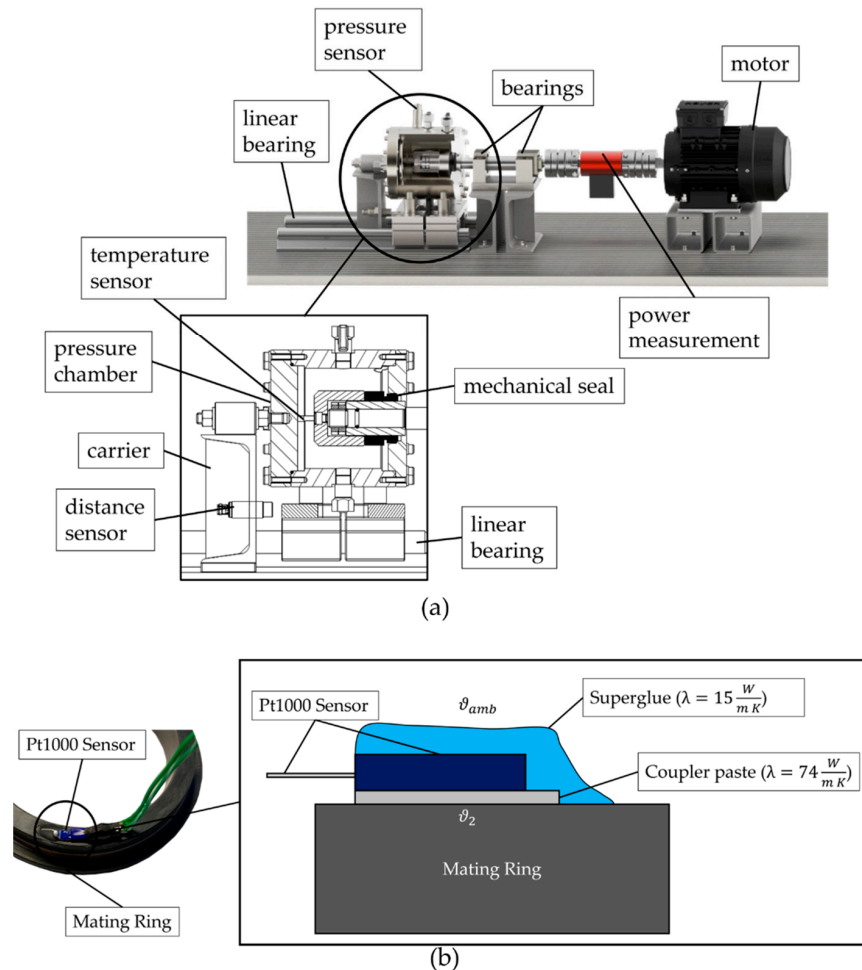 pressure
sensor
bearings
motor
linear
bearing
temperature
sensor
power
measurement
pressure
chamber
mechanical seal
carrier
distance
sensor
linear
bearing
(a)
Pt1000 Sensor
ϑamb
Superglue (λ = 15 W/(m K))
Pt1000 Sensor
Coupler paste (λ = 74 W/(m K))
ϑ2
Mating Ring
Mating Ring
(b)